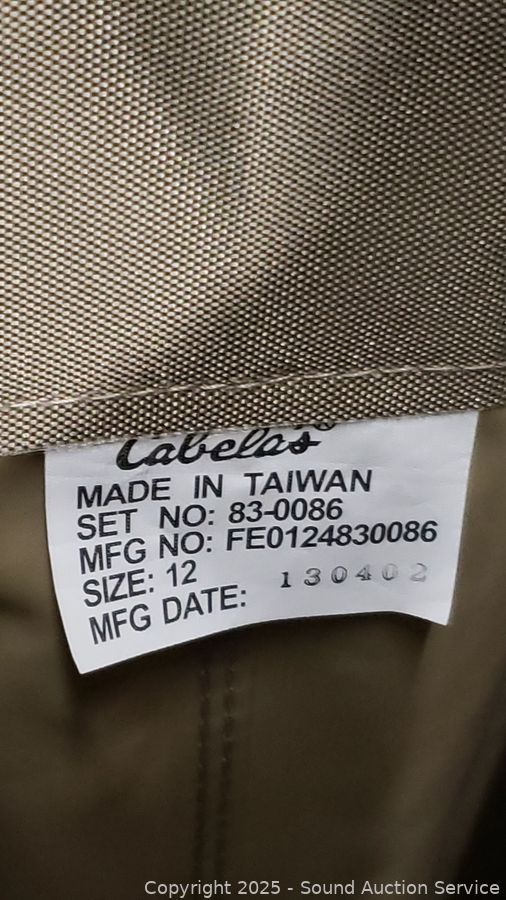 Cabela's®
MADE IN TAIWAN
SET NO: 83-0086
MFG NO: FE0124830086
SIZE: 12
MFG DATE: 130402
Copyright 2025 - Sound Auction Service